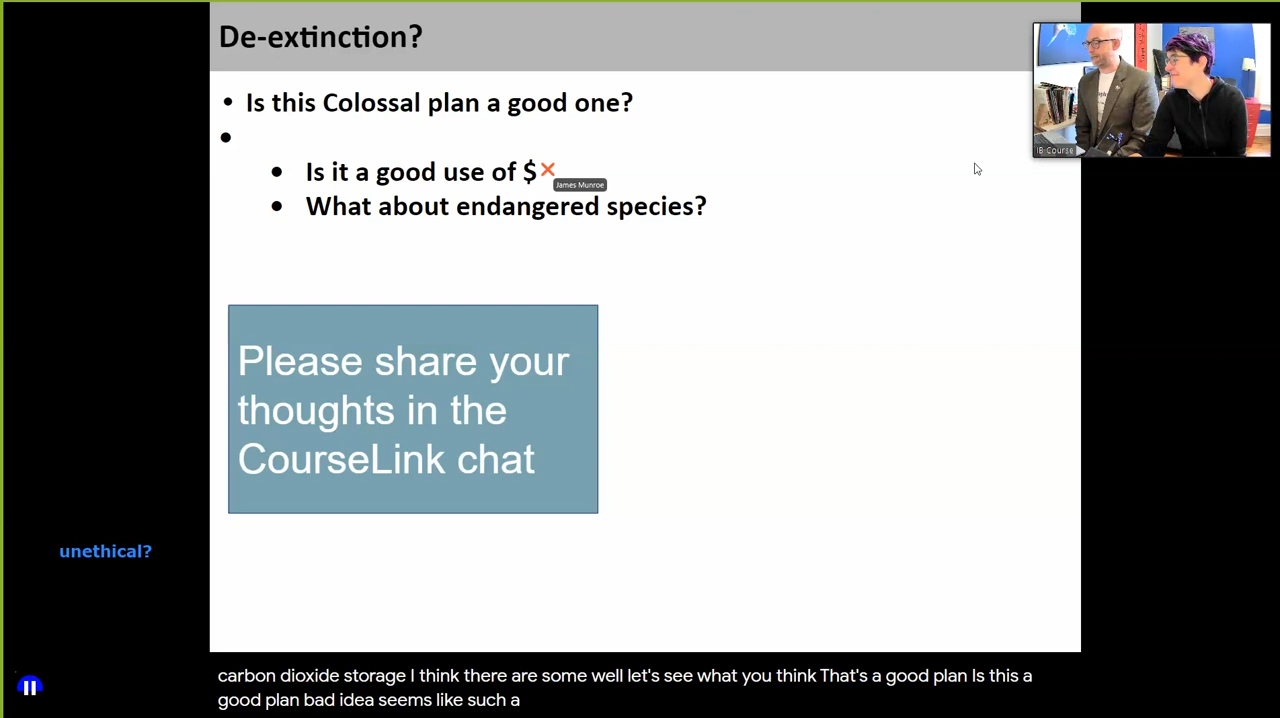 De-extinction?
• Is this Colossal plan a good one?
•
• Is it a good use of $
James Munroe
• What about endangered species?
IB Course
Please share your
thoughts in the
CourseLink chat
unethical?
carbon dioxide storage I think there are some well let's see what you think That's a good plan Is this a
good plan bad idea seems like such a